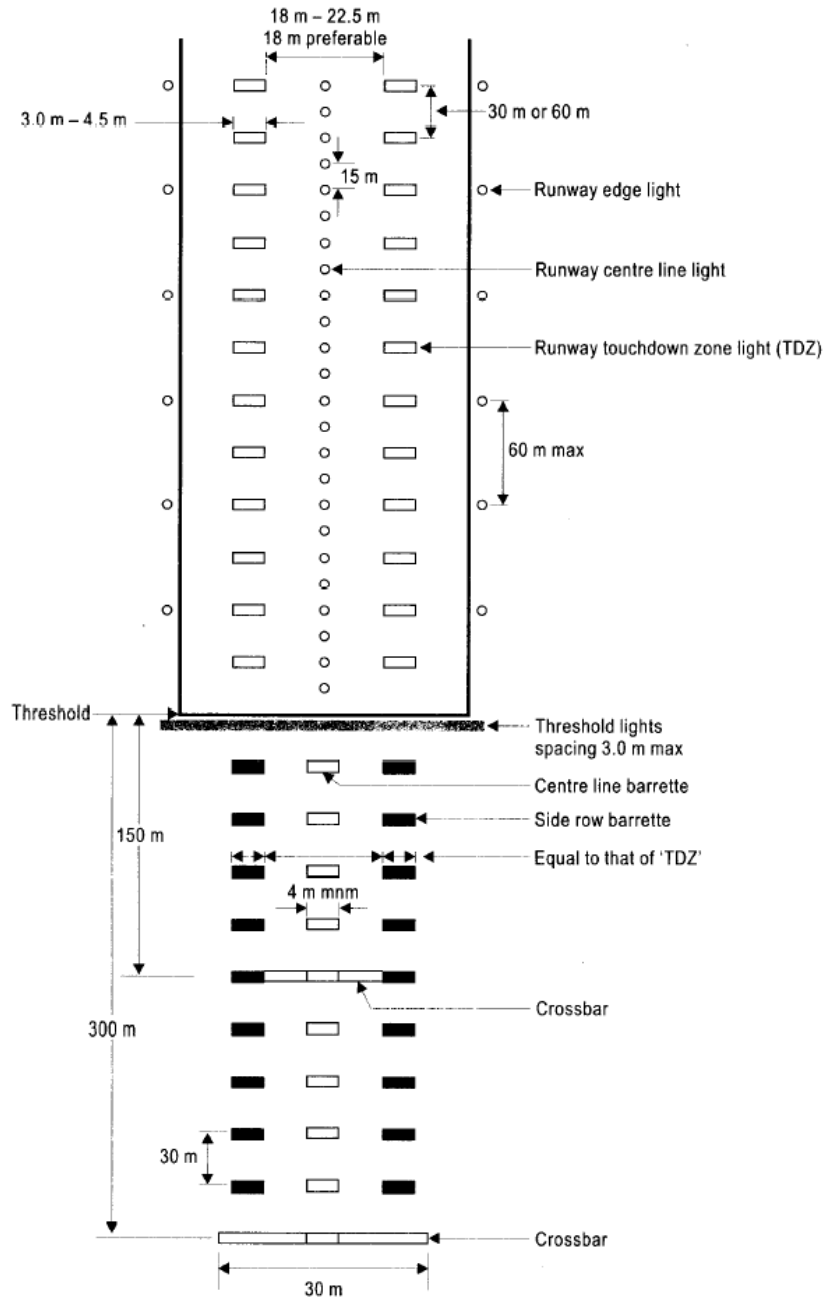 18 m – 22.5 m
18 m preferable
30 m or 60 m
3.0 m – 4.5 m
15 m
Runway edge light
Runway centre line light
Runway touchdown zone light (TDZ)
60 m max
Threshold
Threshold lights
spacing 3.0 m max
Centre line barrette
Side row barrette
150 m
Equal to that of 'TDZ'
4 m mnm
Crossbar
300 m
30 m
Crossbar
30 m